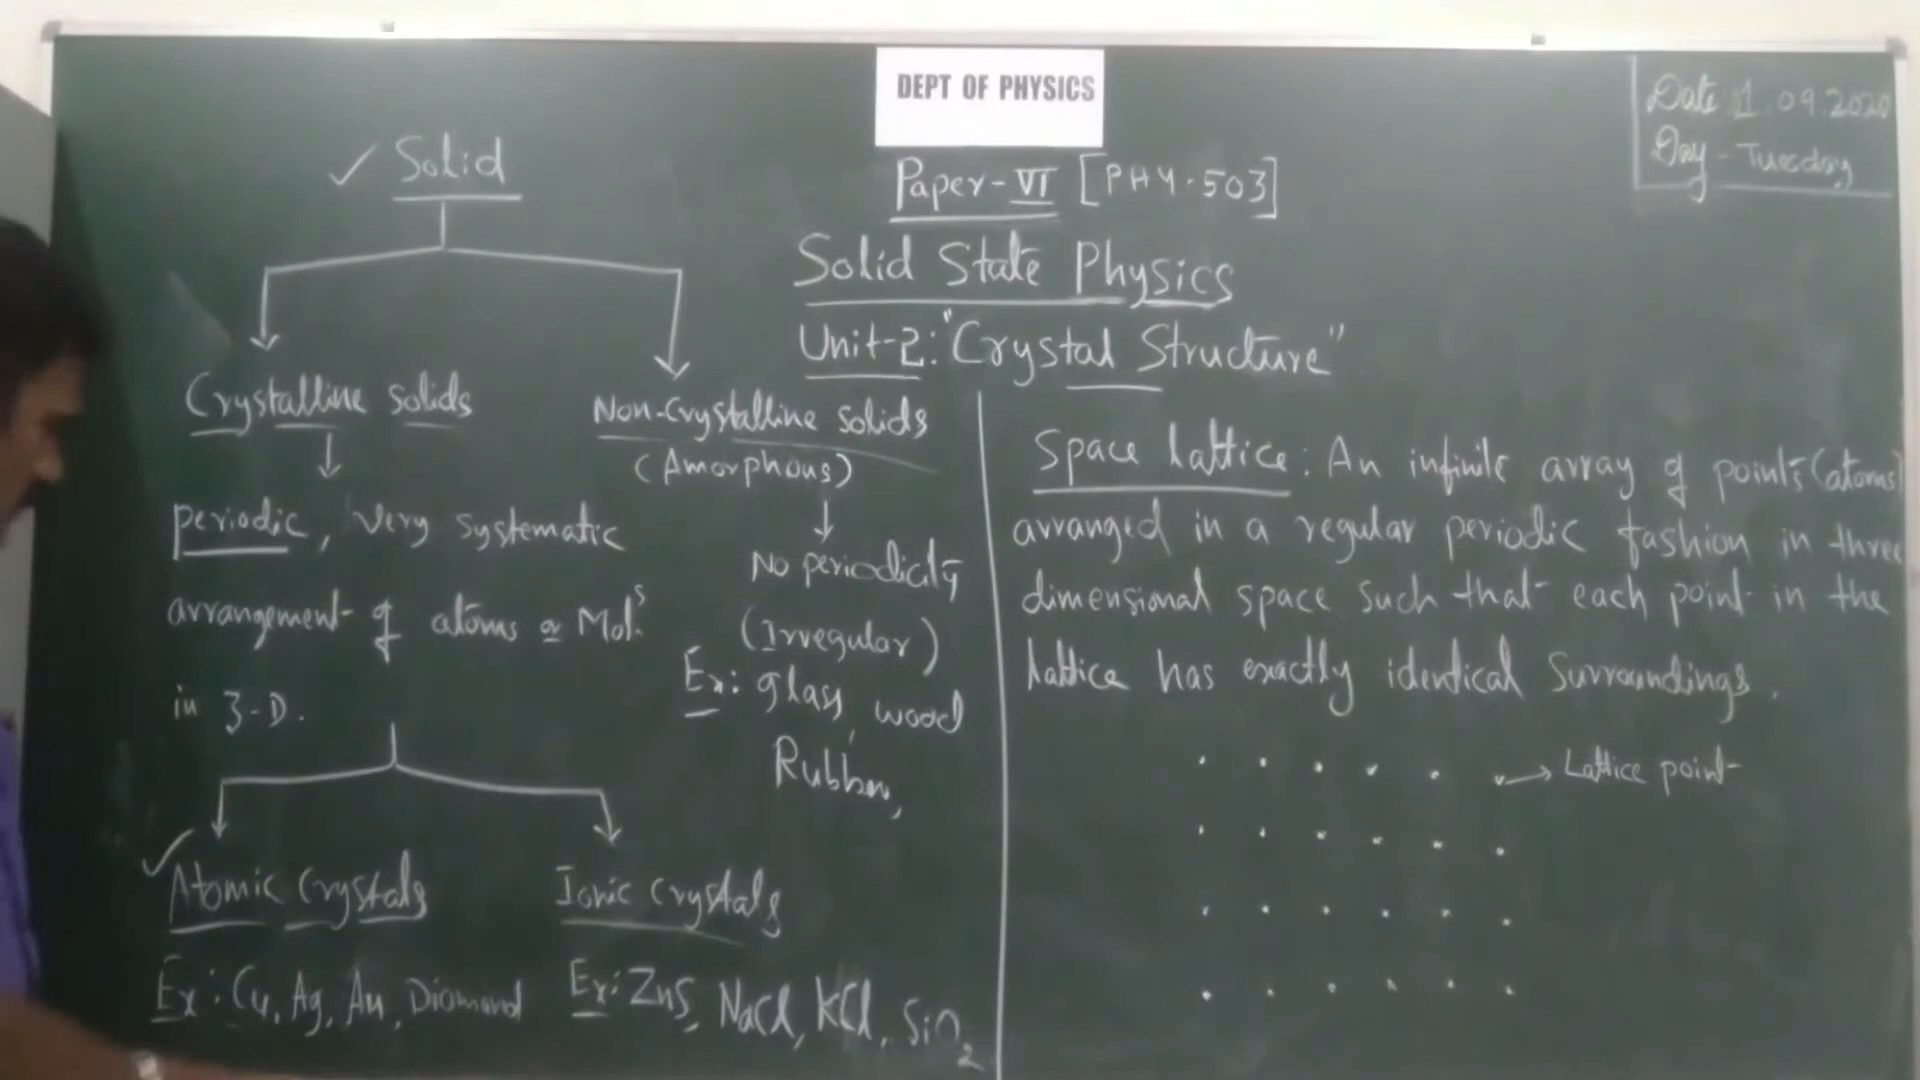 DEPT OF PHYSICS
Date 1.09.2020
Day - Tuesday
Paper-VI [PHY-503]
Solid State Physics
Unit-2: "Crystal Structure"
✓ Solid
Crystalline solids
periodic, very systematic
arrangement of atoms or Mols
in 3-D.
Non-Crystalline solids
(Amorphous)
No periodicity
(Irregular)
Ex: glass, wood
Rubber,
✓ Atomic Crystals
Ex: Cu, Ag, Au, Diamond
Ionic Crystals
Ex: ZnS, NaCl, KCl, SiO2
Space lattice: An infinite array of points (atoms)
arranged in a regular periodic fashion in three
dimensional space such that each point in the
lattice has exactly identical surroundings.
→ Lattice point